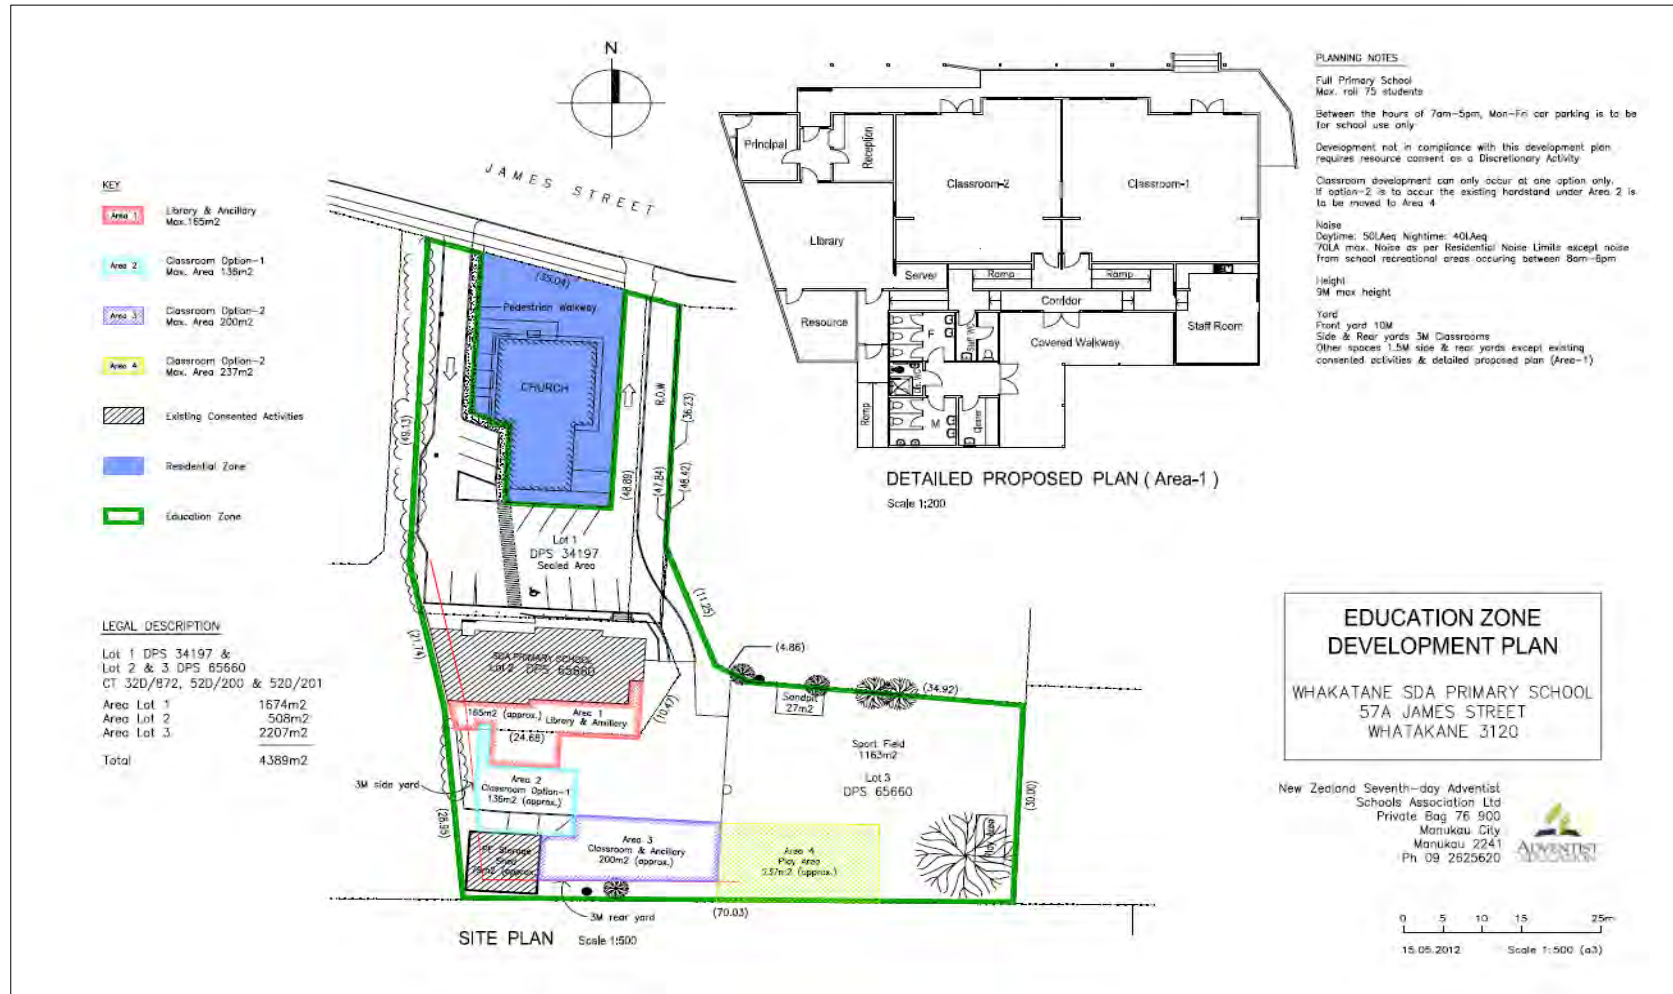 N
JAMES STREET
KEY
Area 1
Library & Ancillary
Max.165m2
Area 2
Classroom Option-1
Max. Area 136m2
Area 3
Classroom Option-2
Max. Area 200m2
Area 4
Classroom Option-2
Max. Area 237m2
Existing Consented Activities
Residential Zone
Education Zone
LEGAL DESCRIPTION
Lot 1 DPS 34197 &
Lot 2 & 3 DPS 65660
CT 32D/872, 52D/200 & 52D/201
Area Lot 1 1674m2
Area Lot 2 508m2
Area Lot 3 2207m2
Total 4389m2
(35.04)
Pedestrian Walkway
CHURCH
R.O.W
(49.13)
(36.23)
(48.89)
(47.84)
(46.42)
Lot 1
DPS 34197
Sealed Area
(11.25)
(21.74)
SDA PRIMARY SCHOOL
Lot 2 DPS 65660
(4.86)
(34.92)
Sandpit
27m2
165m2 (approx.)
Area 1
Library & Ancillary
(10.47)
(24.68)
Sport Field
1163m2
Lot 3
DPS 65660
3M side yard
Area 2
Classroom Option-1
136m2 (approx.)
(30.00)
(26.95)
PE Storage
Shed
Area 3
Classroom & Ancillary
200m2 (approx.)
Area 4
Play Area
237m2 (approx.)
Play Area
3M rear yard
(70.03)
SITE PLAN Scale 1:500
Principal
Reception
Classroom-2
Classroom-1
Library
Server
Ramp
Ramp
Corridor
Resource
Staff Room
Covered Walkway
F
Staff WC
M
Ramp
DETAILED PROPOSED PLAN ( Area-1 )
Scale 1:200
PLANNING NOTES
Full Primary School
Max. roll 75 students
Between the hours of 7am-5pm, Mon-Fri car parking is to be
for school use only
Development not in compliance with this development plan
requires resource consent as a Discretionary Activity
Classroom development can only occur at one option only.
If option-2 is to occur the existing hardstand under Area 2 is
to be moved to Area 4
Noise
Daytime: 50LAeq Nightime: 40LAeq
70LA max. Noise as per Residential Noise Limits except noise
from school recreational areas occuring between 8am-6pm
Height
9M max height
Yard
Front yard 10M
Side & Rear yards 3M Classrooms
Other spaces 1.5M side & rear yards except existing
consented activities & detailed proposed plan (Area-1)
EDUCATION ZONE
DEVELOPMENT PLAN
WHAKATANE SDA PRIMARY SCHOOL
57A JAMES STREET
WHATAKANE 3120
New Zealand Seventh-day Adventist
Schools Association Ltd
Private Bag 76 900
Manukau City
Manukau 2241
Ph 09 2625620
ADVENTIST
EDUCATION
0 5 10 15 25m
15.05.2012 Scale 1:500 (a3)